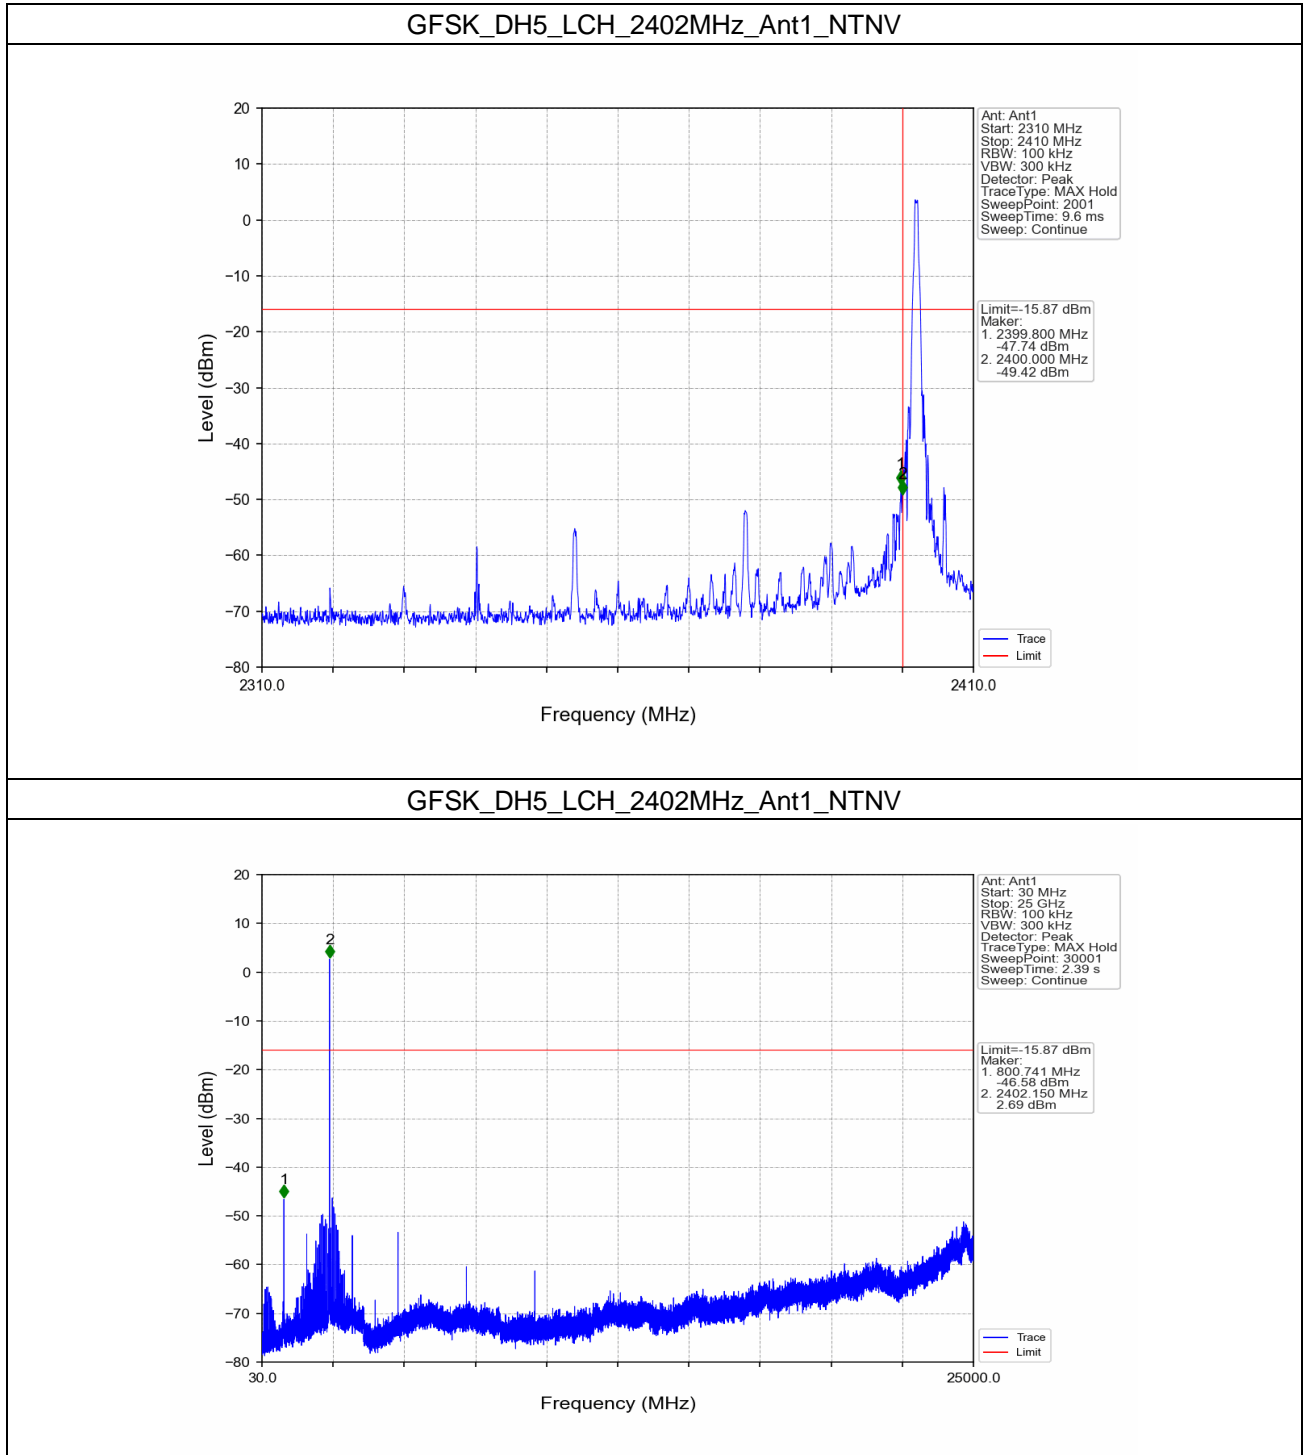 GFSK_DH5_LCH_2402MHz_Ant1_NTNV
20
10
0
−10
−20
−30
−40
−50
−60
−70
−80
Level (dBm)
2310.0
2410.0
Frequency (MHz)
1
2
Ant: Ant1
Start: 2310 MHz
Stop: 2410 MHz
RBW: 100 kHz
VBW: 300 kHz
Detector: Peak
TraceType: MAX Hold
SweepPoint: 2001
SweepTime: 9.6 ms
Sweep: Continue
Limit=-15.87 dBm
Maker:
1. 2399.800 MHz
-47.74 dBm
2. 2400.000 MHz
-49.42 dBm
Trace
Limit
GFSK_DH5_LCH_2402MHz_Ant1_NTNV
20
10
0
−10
−20
−30
−40
−50
−60
−70
−80
Level (dBm)
30.0
25000.0
Frequency (MHz)
1
2
Ant: Ant1
Start: 30 MHz
Stop: 25 GHz
RBW: 100 kHz
VBW: 300 kHz
Detector: Peak
TraceType: MAX Hold
SweepPoint: 30001
SweepTime: 2.39 s
Sweep: Continue
Limit=-15.87 dBm
Maker:
1. 800.741 MHz
-46.58 dBm
2. 2402.150 MHz
2.69 dBm
Trace
Limit